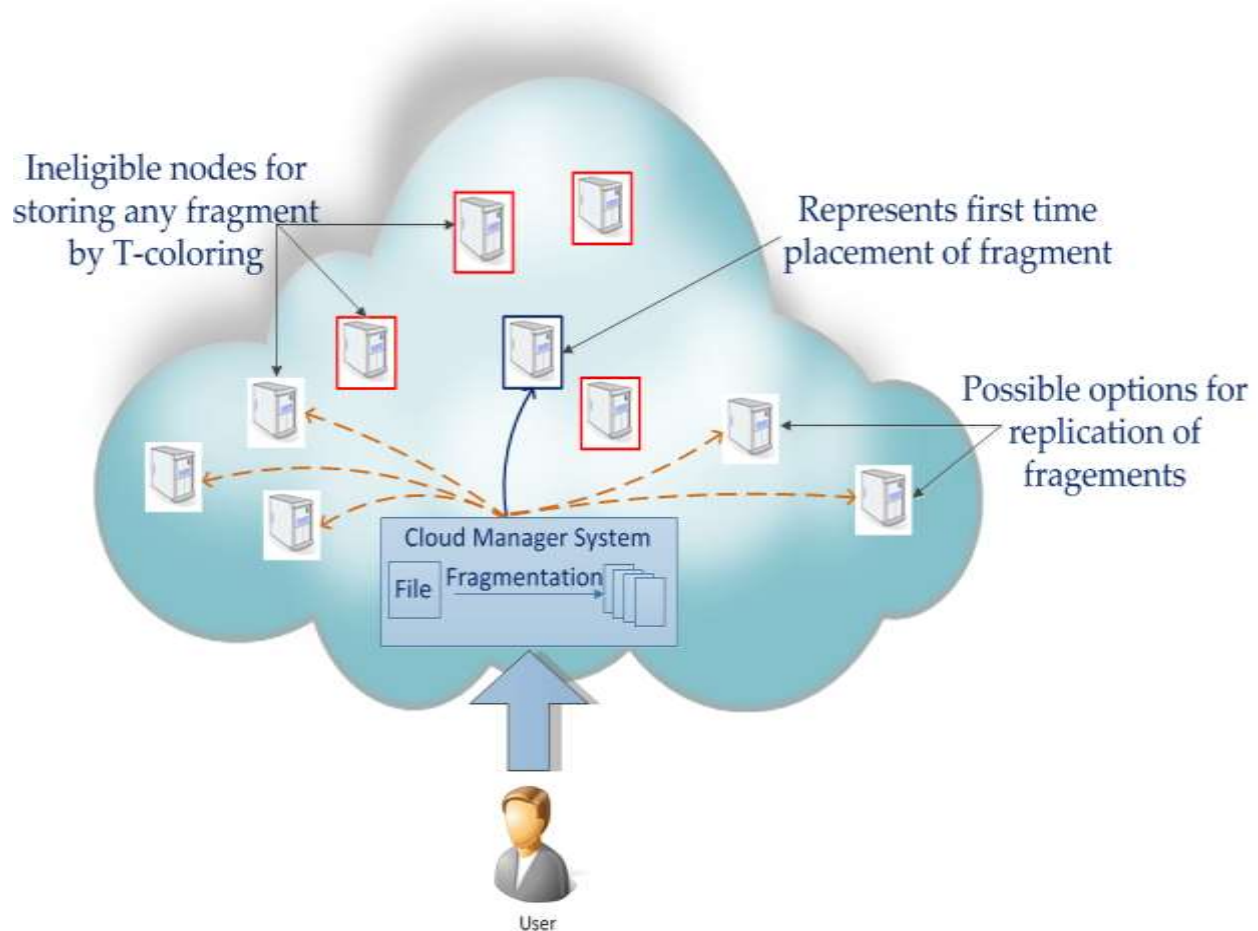 Ineligible nodes for
storing any fragment
by T-coloring
Represents first time
placement of fragment
Possible options for
replication of
fragements
Cloud Manager System
File
Fragmentation
User